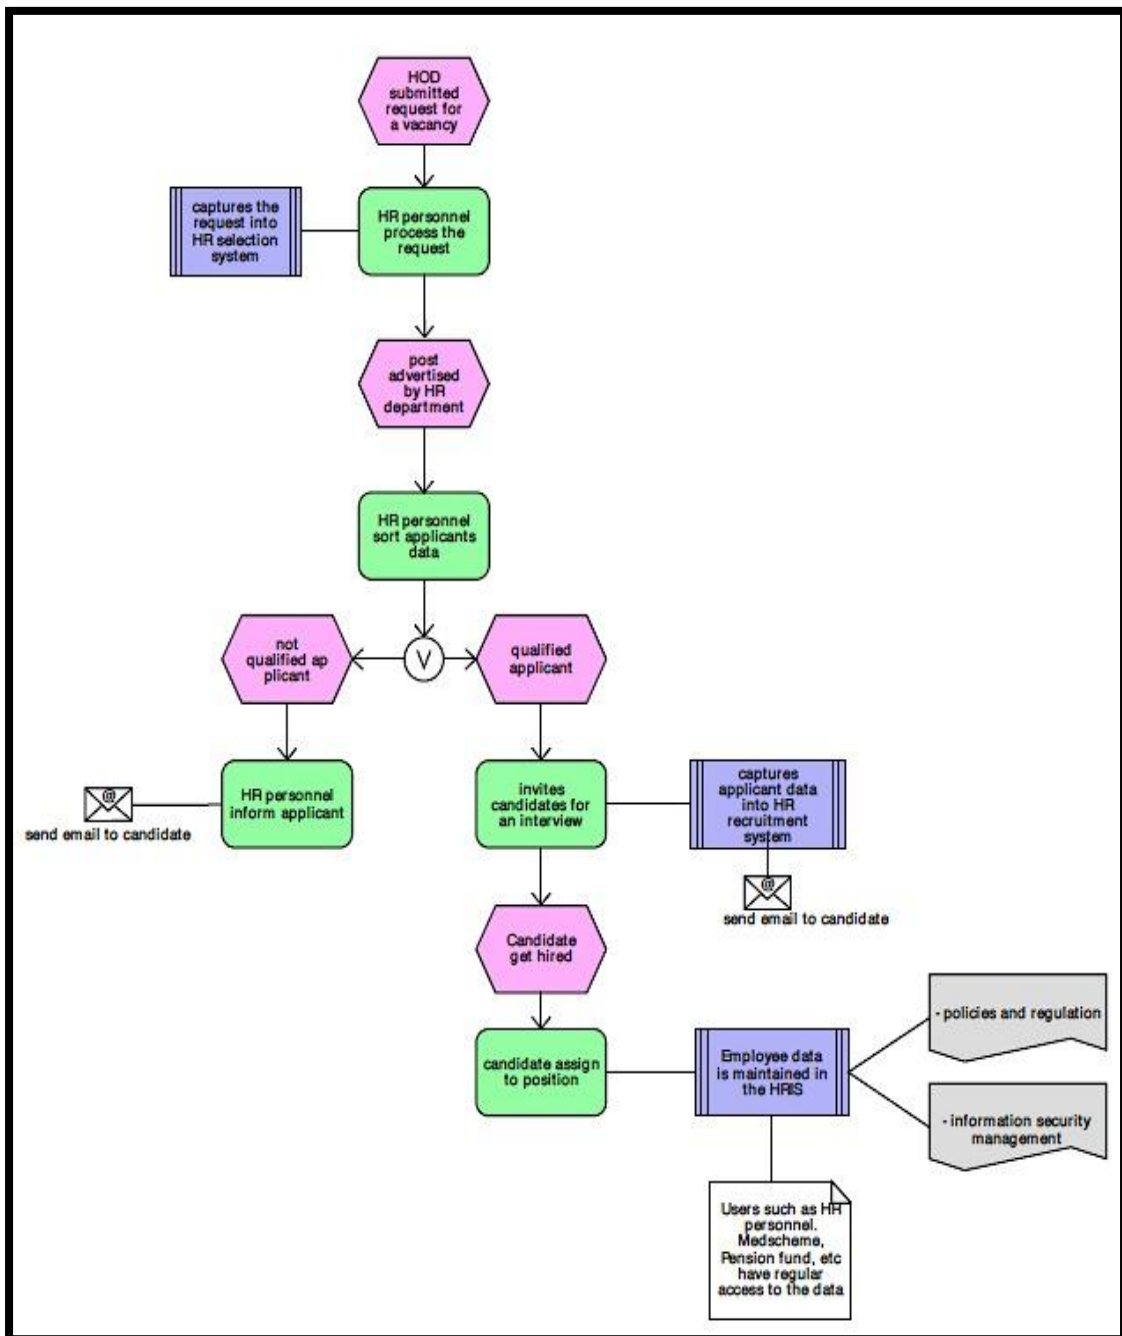 HOD
submitted
request for
a vacancy
captures the
request into
HR selection
system
HR personnel
process the
request
post
advertised
by HR
department
HR personnel
sort applicants
data
not
qualified ap
plicant
V
qualified
applicant
@
send email to candidate
HR personnel
inform applicant
invites
candidates for
an interview
captures
applicant data
into HR
recruitment
system
@
send email to candidate
Candidate
get hired
candidate assign
to position
Employee data
is maintained in
the HRIS
- policies and regulation
- information security
management
Users such as HR
personnel.
Medscheme,
Pension fund, etc
have regular
access to the data